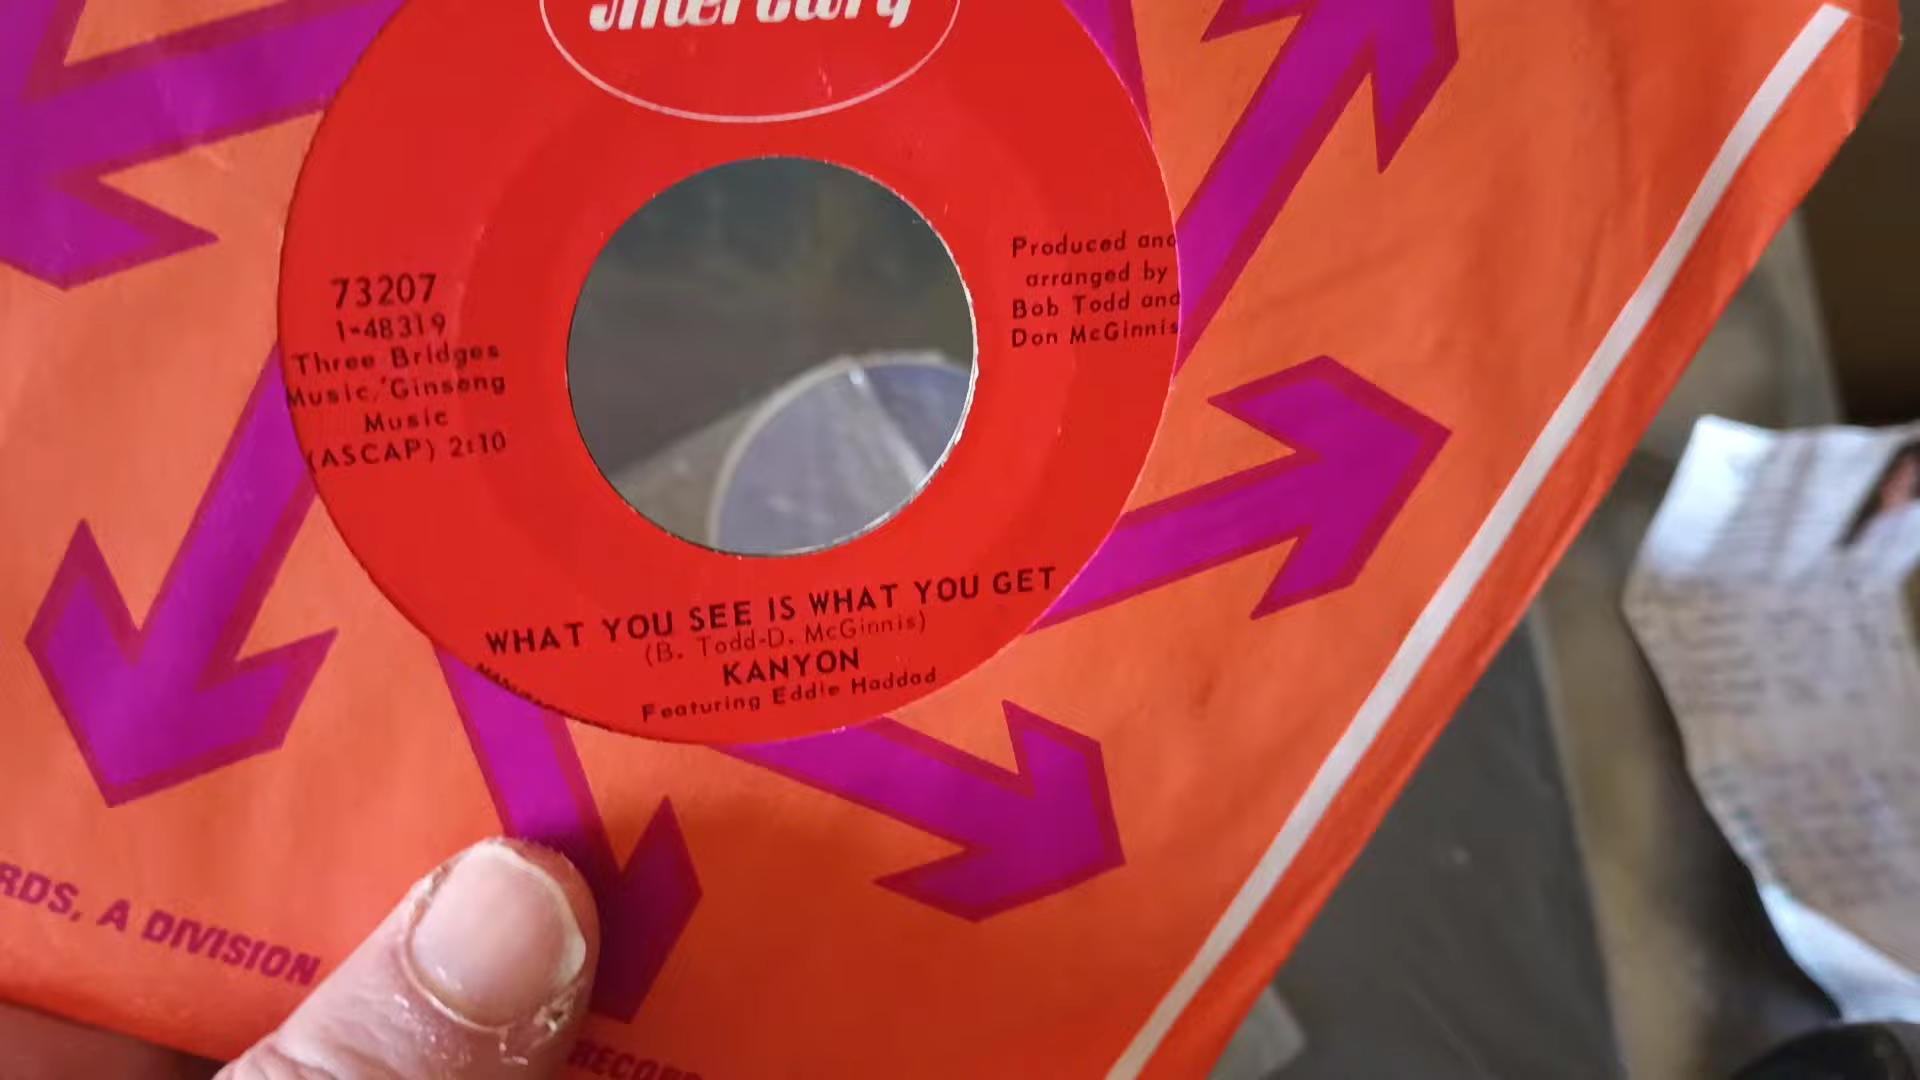 Mercury
73207
1-48319
Three Bridges
Music/Ginseng
Music
(ASCAP) 2:10
Produced and
arranged by
Bob Todd and
Don McGinnis
WHAT YOU SEE IS WHAT YOU GET
(B. Todd-D. McGinnis)
KANYON
Featuring Eddie Haddad
RDS, A DIVISION
RECOR